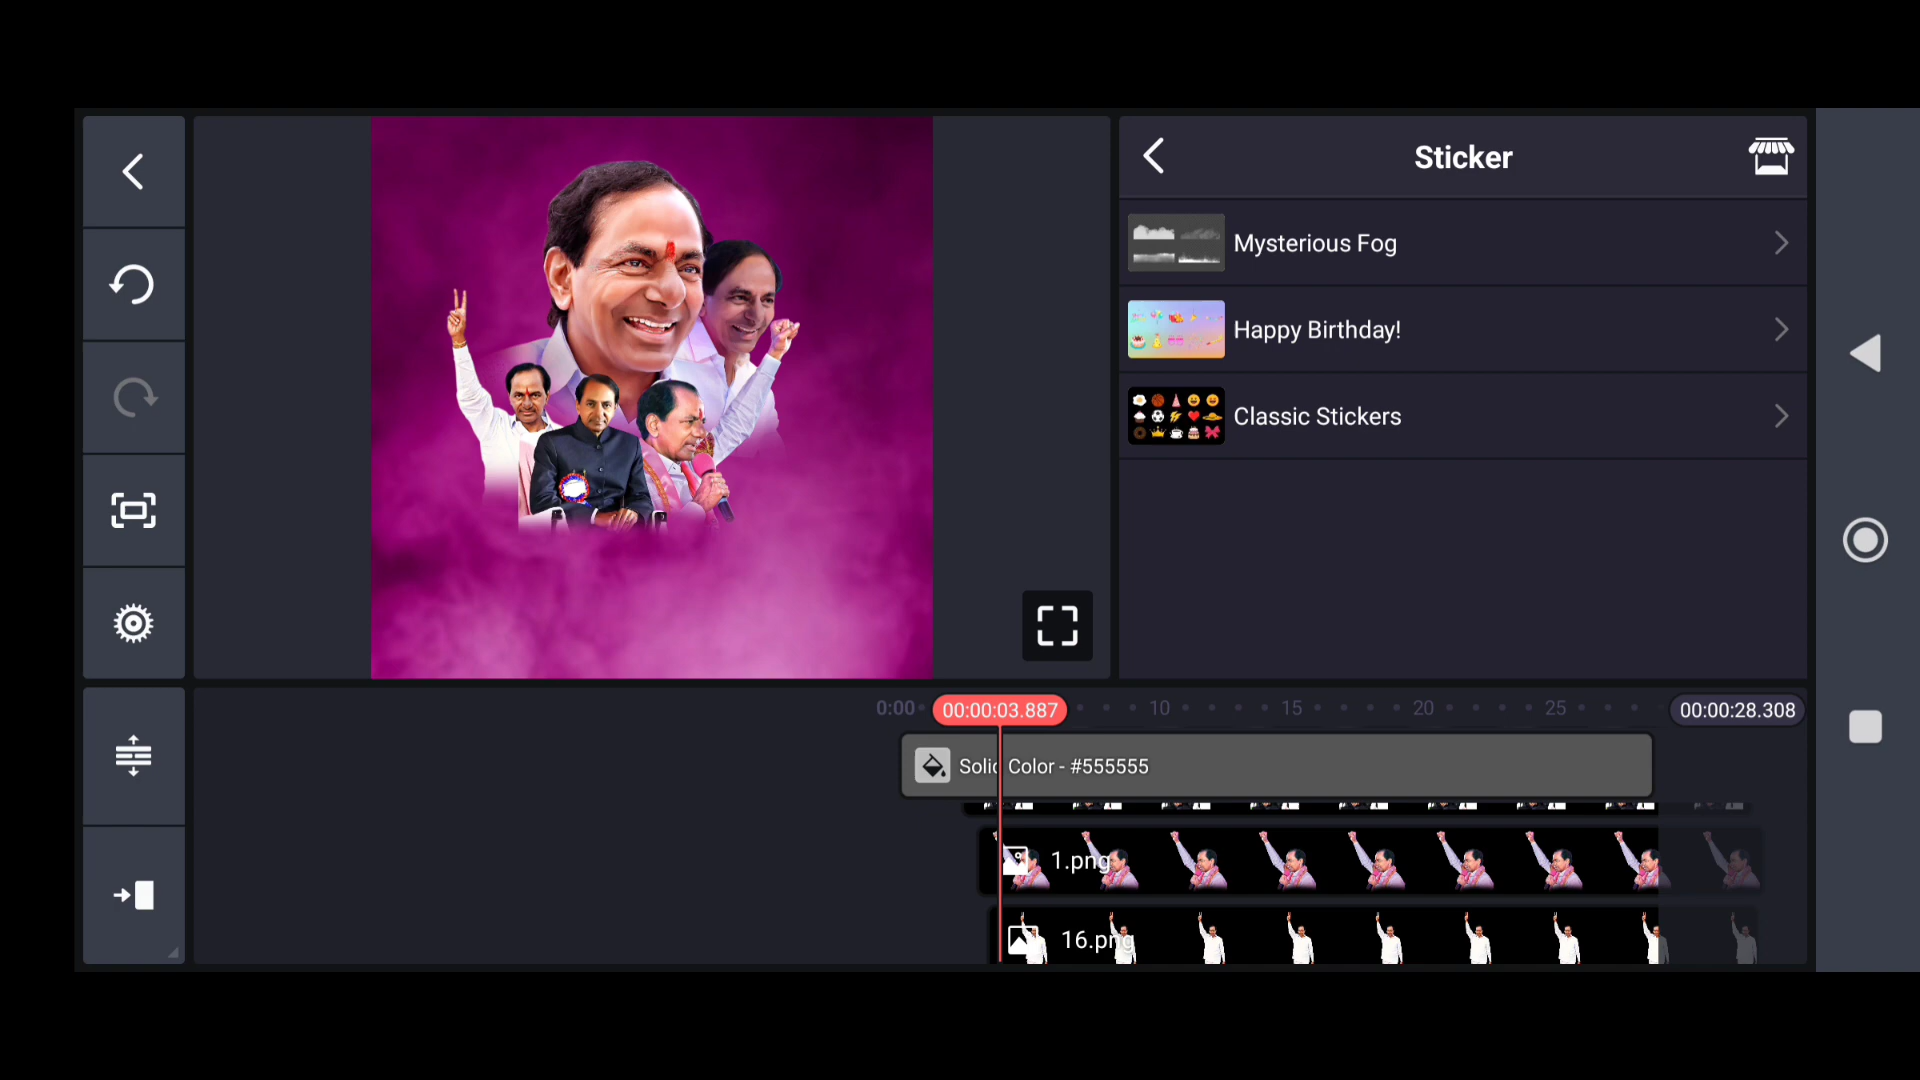 Sticker
Mysterious Fog
Happy Birthday!
Classic Stickers
0:00
00:00:03.887
10
15
20
25
00:00:28.308
Solid Color - #555555
1.png
16.png